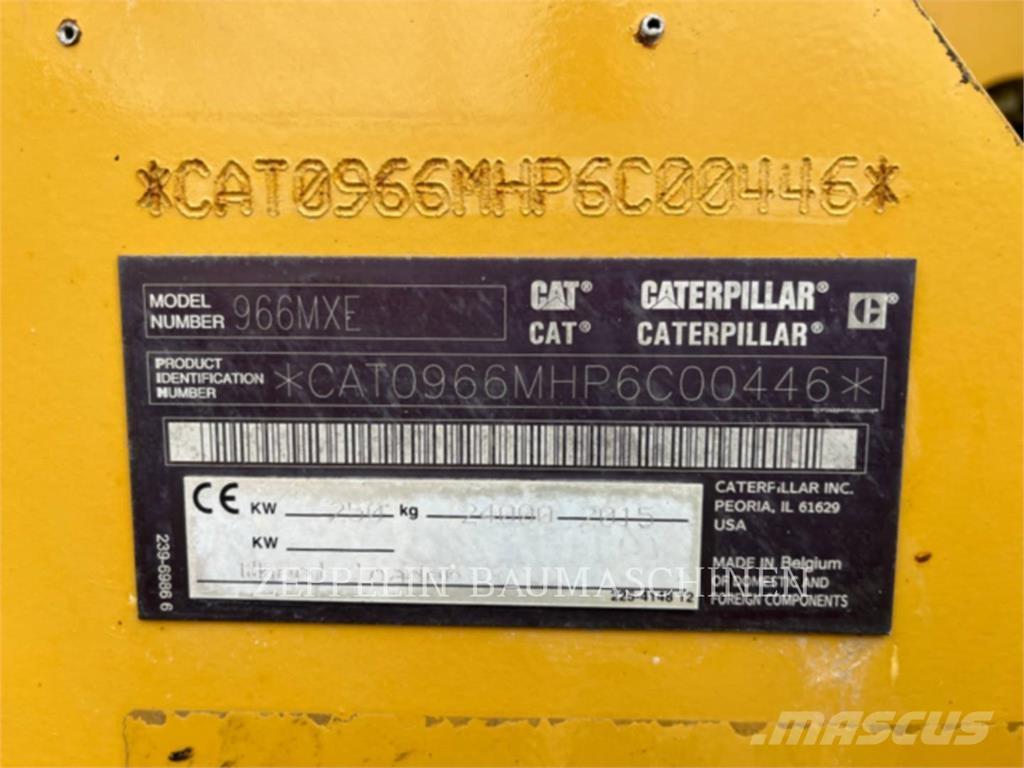 *CAT0966MHP6C00446*
MODEL NUMBER 966MXE
CAT® CATERPILLAR® ®
CAT® CATERPILLAR®
PRODUCT IDENTIFICATION NUMBER *CAT0966MHP6C00446*
CE KW kg 24000 2015
KW
CATERPILLAR INC.
PEORIA, IL 61629
USA
MADE IN Belgium
OF DOMESTIC AND
FOREIGN COMPONENTS
239-6986 6
ZEPPELIN BAUMASCHINEN
MASCUS